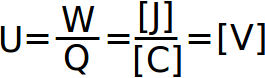 U = W/Q = [J]/[C] = [V]